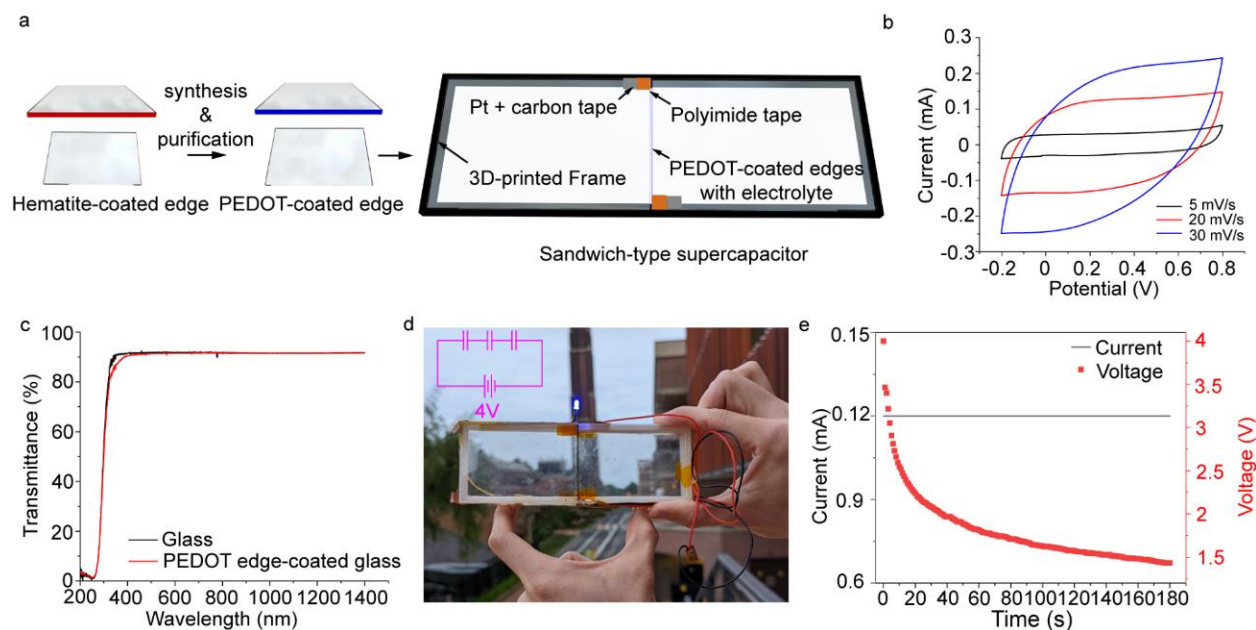 a
synthesis
&
purification
Hematite-coated edge
PEDOT-coated edge
Pt + carbon tape
Polyimide tape
3D-printed Frame
PEDOT-coated edges
with electrolyte
Sandwich-type supercapacitor
b
Current (mA)
0.3
0.2
0.1
0
-0.1
-0.2
-0.3
5 mV/s
20 mV/s
30 mV/s
-0.2 0 0.2 0.4 0.6 0.8
Potential (V)
c
Transmittance (%)
100
80
60
40
20
0
Glass
PEDOT edge-coated glass
200 400 600 800 1000 1200 1400
Wavelength (nm)
d
4V
e
Current (mA)
0.15
0.12
0.9
0.6
Current
Voltage
Voltage (V)
4
3.5
3
2.5
2
1.5
0 20 40 60 80 100120140160180
Time (s)